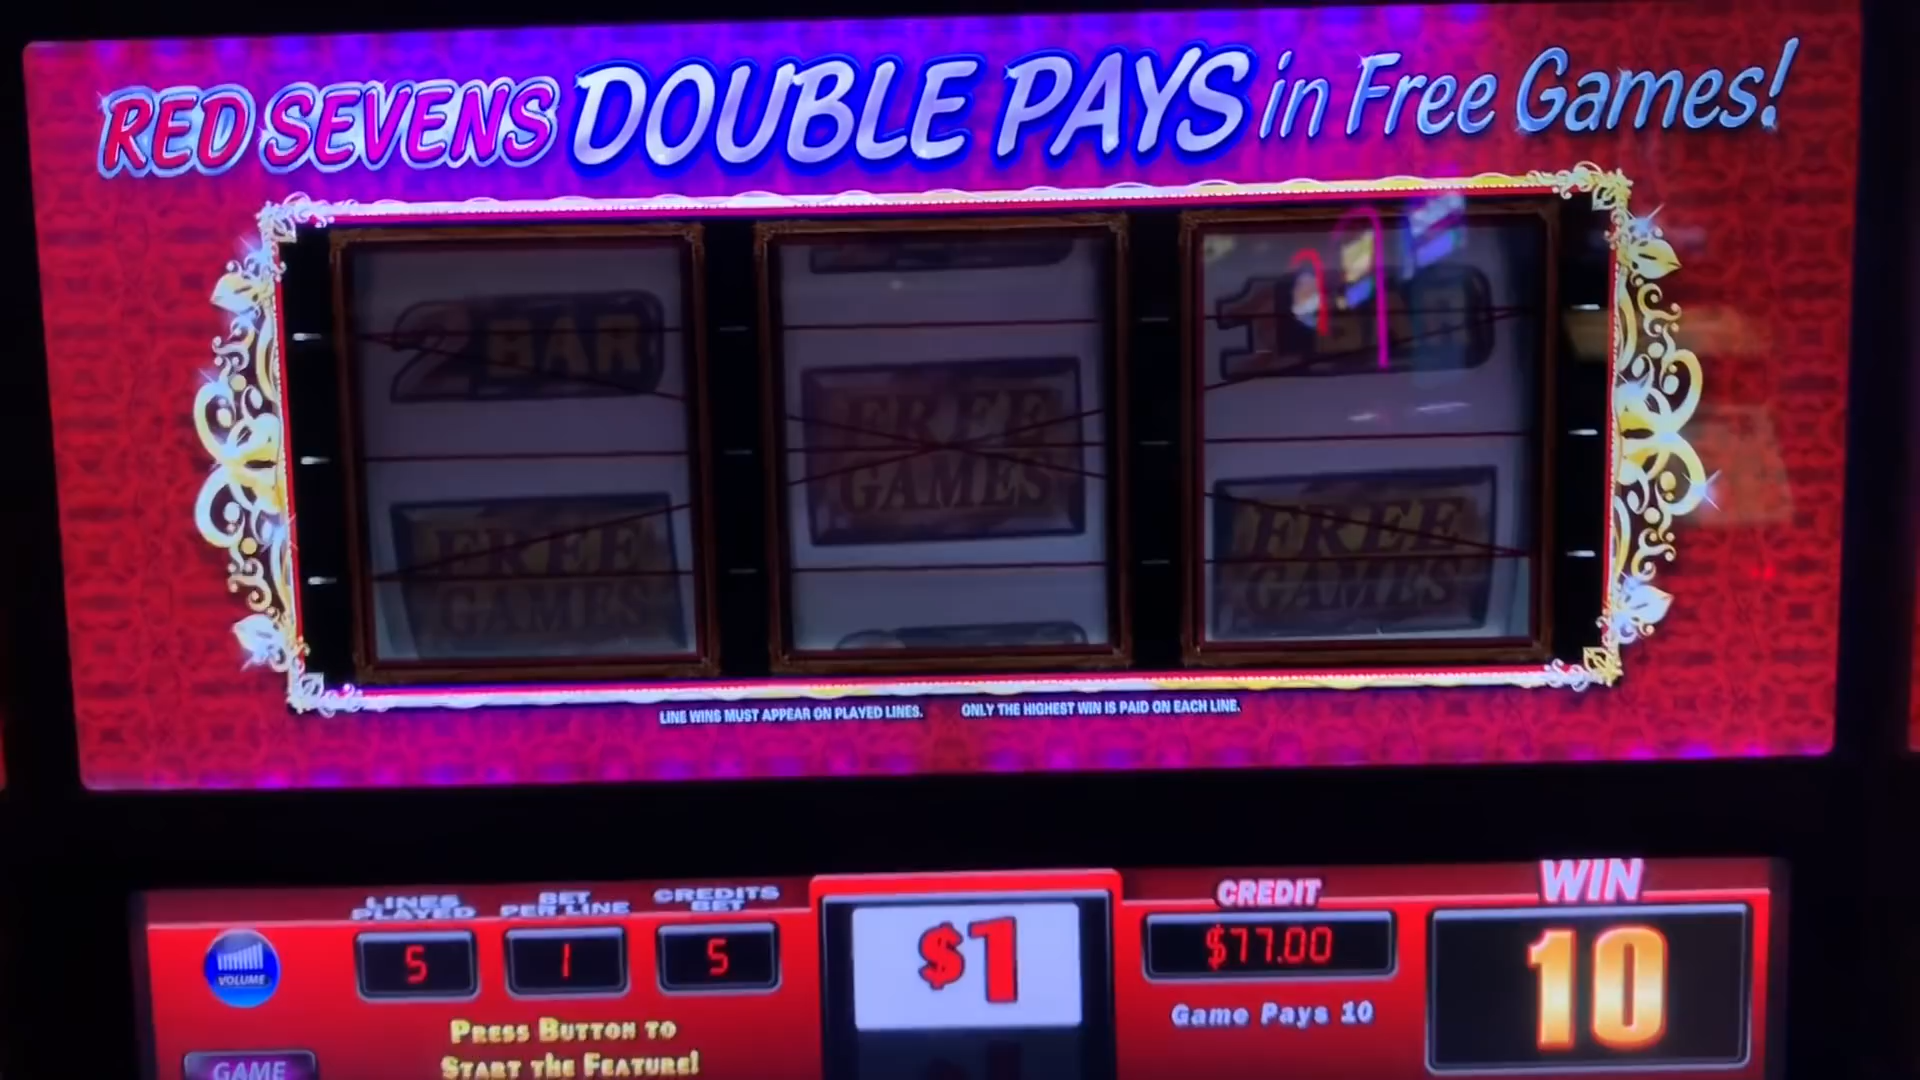 RED SEVENS DOUBLE PAYS in Free Games!
2 BAR
1 BAR
FREE
GAMES
FREE
GAMES
FREE
GAMES
LINE WINS MUST APPEAR ON PLAYED LINES. ONLY THE HIGHEST WIN IS PAID ON EACH LINE.
LINES
PLAYED
BET
PER LINE
CREDITS
BET
5
1
5
VOLUME
PRESS BUTTON TO
START THE FEATURE!
GAME
$1
CREDIT
$77.00
Game Pays 10
WIN
10